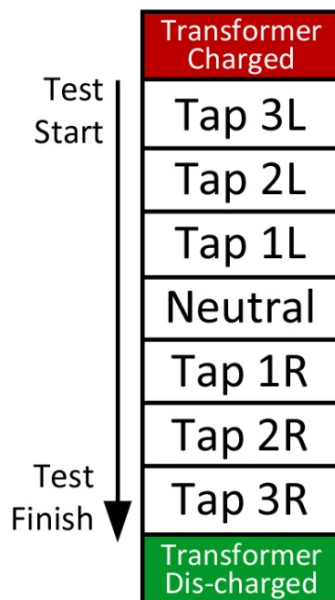 Transformer
Charged
Test
Start
Tap 3L
Tap 2L
Tap 1L
Neutral
Tap 1R
Tap 2R
Tap 3R
Test
Finish
Transformer
Dis-charged